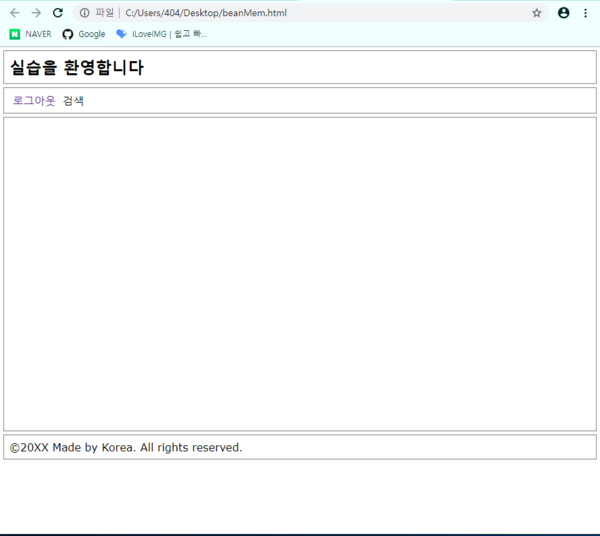 파일 C:/Users/404/Desktop/beanMem.html
NAVER Google iLoveIMG | 쉽고 빠...
실습을 환영합니다
로그아웃 검색
©20XX Made by Korea. All rights reserved.